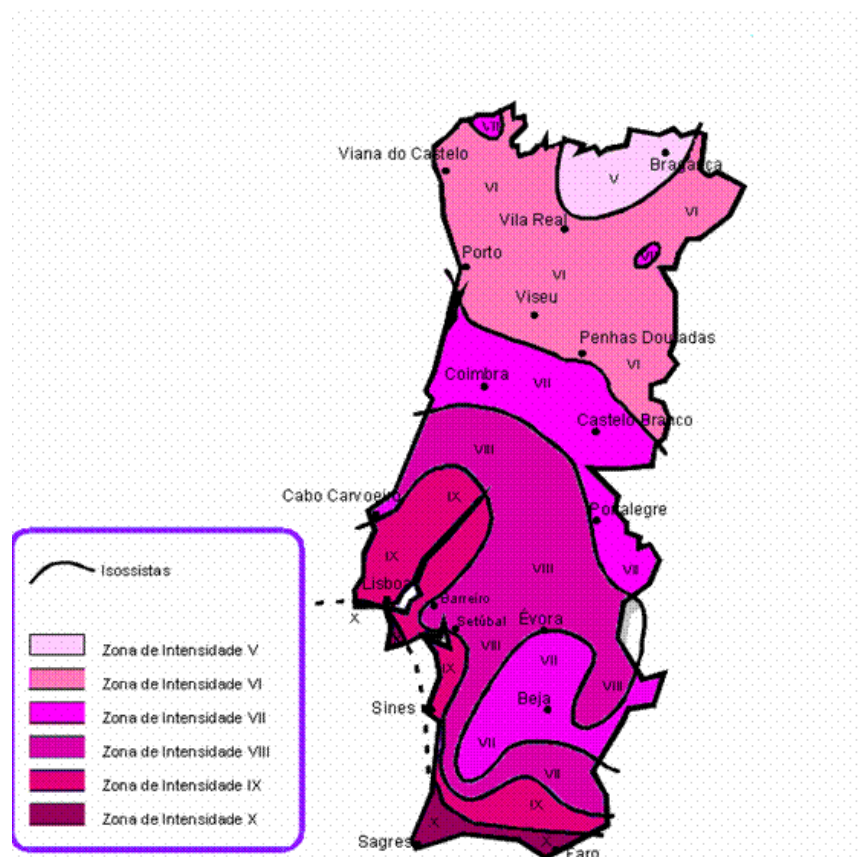 VII
Viana do Castelo
Bragança
V
VI
VI
Vila Real
Porto
VI
VII
Viseu
Penhas Douradas
VI
Coimbra
VII
Castelo Branco
VIII
Cabo Carvoeiro
IX
Portalegre
IX
VIII
VII
Lisboa
Barreiro
X
Setúbal
Évora
X
VIII
VII
IX
VIII
Sines
Beja
VII
VII
IX
X
X
Sagres
Faro
Isossistas
Zona de Intensidade V
Zona de Intensidade VI
Zona de Intensidade VII
Zona de Intensidade VIII
Zona de Intensidade IX
Zona de Intensidade X